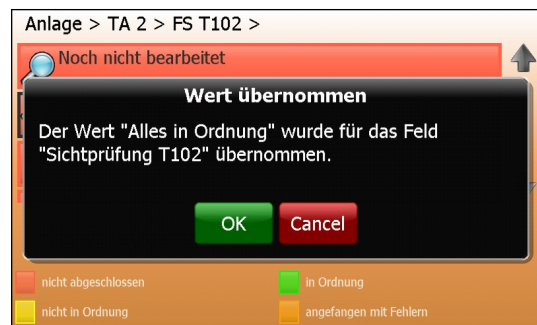 Anlage > TA 2 > FS T102 >
Noch nicht bearbeitet
Wert übernommen
Der Wert "Alles in Ordnung" wurde für das Feld
"Sichtprüfung T102" übernommen.
OK Cancel
nicht abgeschlossen in Ordnung
nicht in Ordnung angefangen mit Fehlern